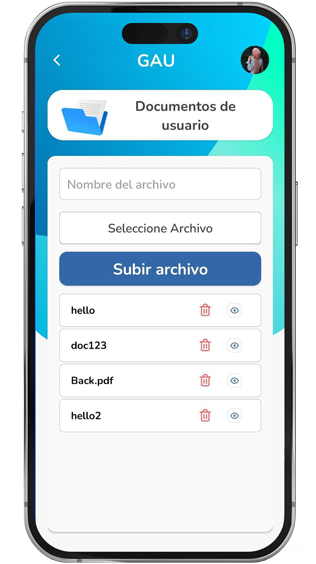 GAU
Documentos de
usuario
Nombre del archivo
Seleccione Archivo
Subir archivo
hello
doc123
Back.pdf
hello2